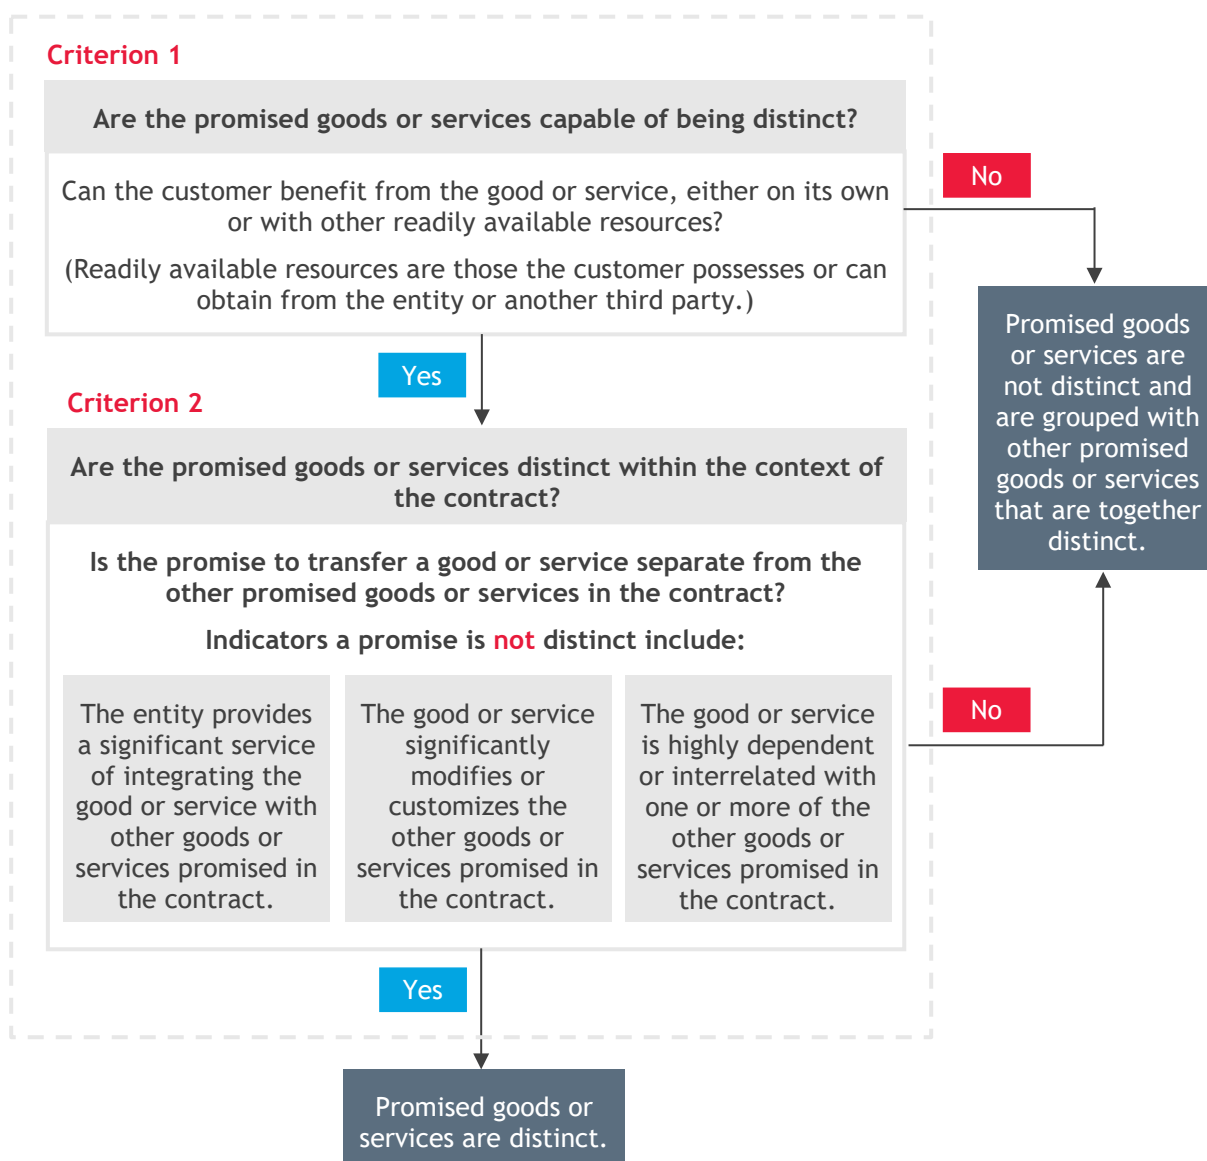 Criterion 1
Are the promised goods or services capable of being distinct?
Can the customer benefit from the good or service, either on its own
or with other readily available resources?
(Readily available resources are those the customer possesses or can
obtain from the entity or another third party.)
No
Yes
Promised goods
or services are
not distinct and
are grouped with
other promised
goods or services
that are together
distinct.
Criterion 2
Are the promised goods or services distinct within the context of
the contract?
Is the promise to transfer a good or service separate from the
other promised goods or services in the contract?
Indicators a promise is not distinct include:
The entity provides
a significant service
of integrating the
good or service with
other goods or
services promised in
the contract.
The good or service
significantly
modifies or
customizes the
other goods or
services promised in
the contract.
The good or service
is highly dependent
or interrelated with
one or more of the
other goods or
services promised in
the contract.
No
Yes
Promised goods or
services are distinct.